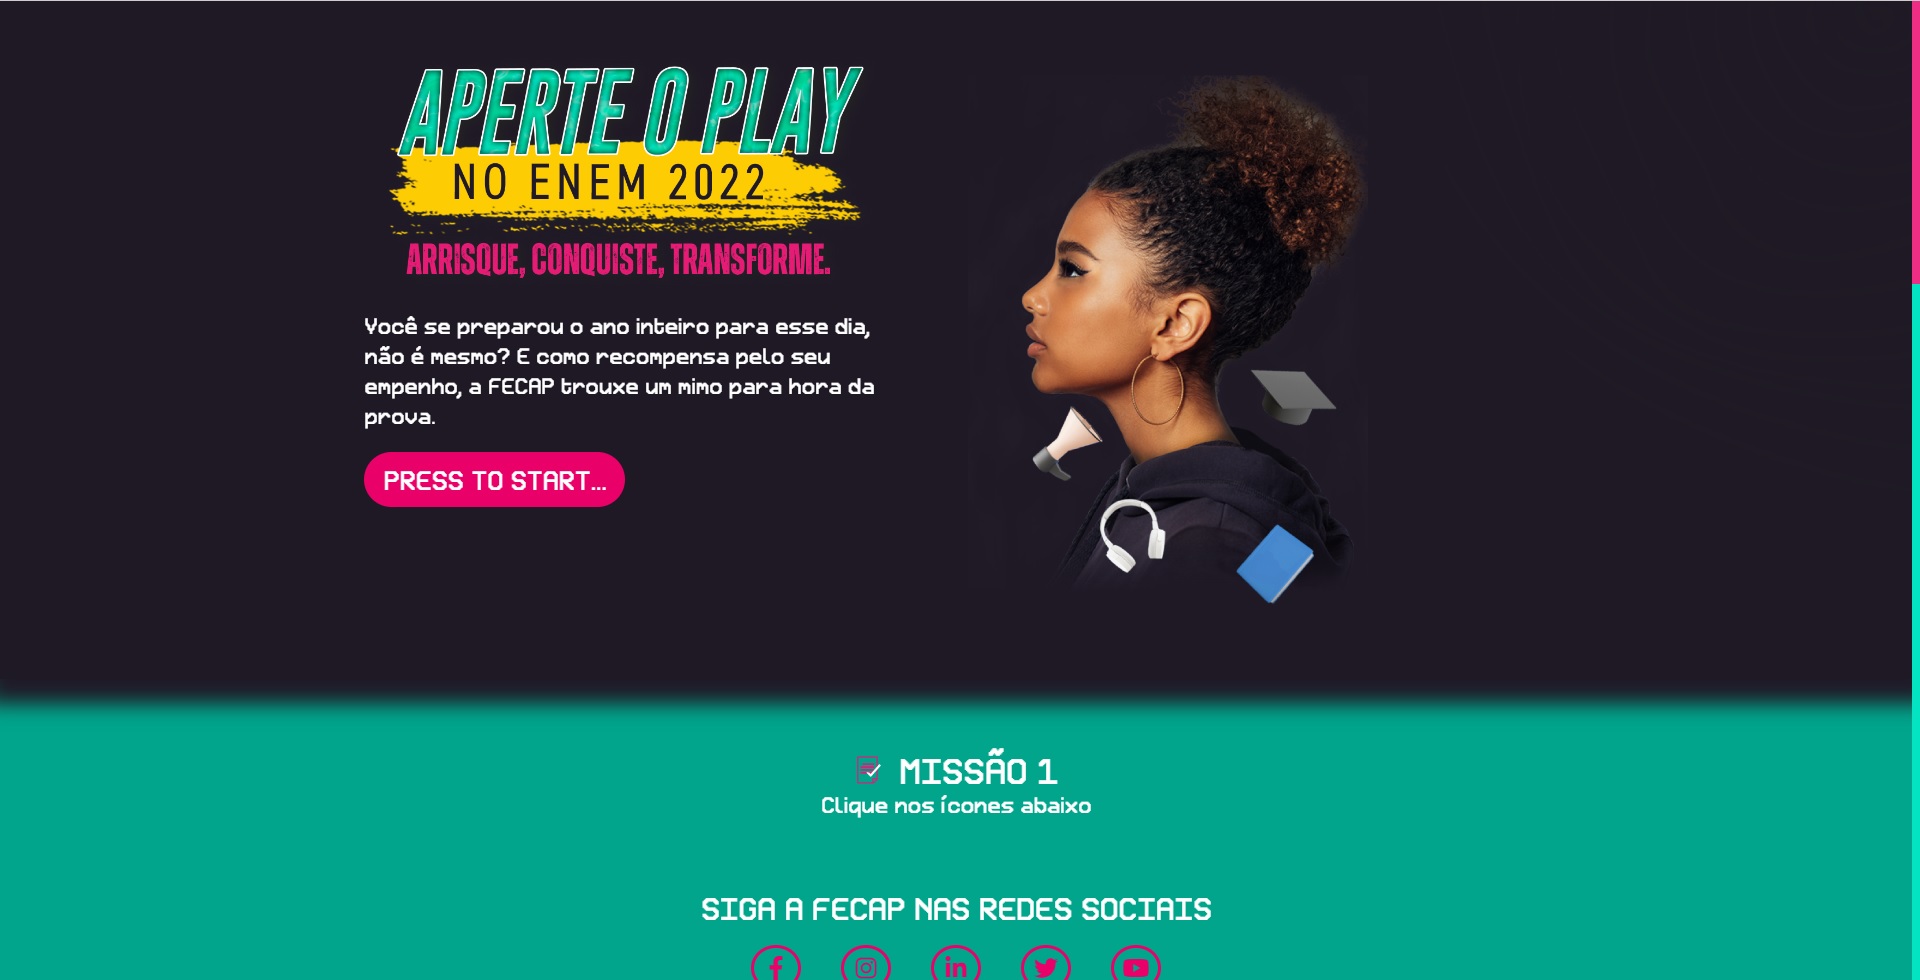 APERTE O PLAY
NO ENEM 2022
ARRISQUE, CONQUISTE, TRANSFORME.
Você se preparou o ano inteiro para esse dia,
não é mesmo? E como recompensa pelo seu
empenho, a FECAP trouxe um mimo para hora da
prova.
PRESS TO START...
MISSÃO 1
Clique nos ícones abaixo
SIGA A FECAP NAS REDES SOCIAIS